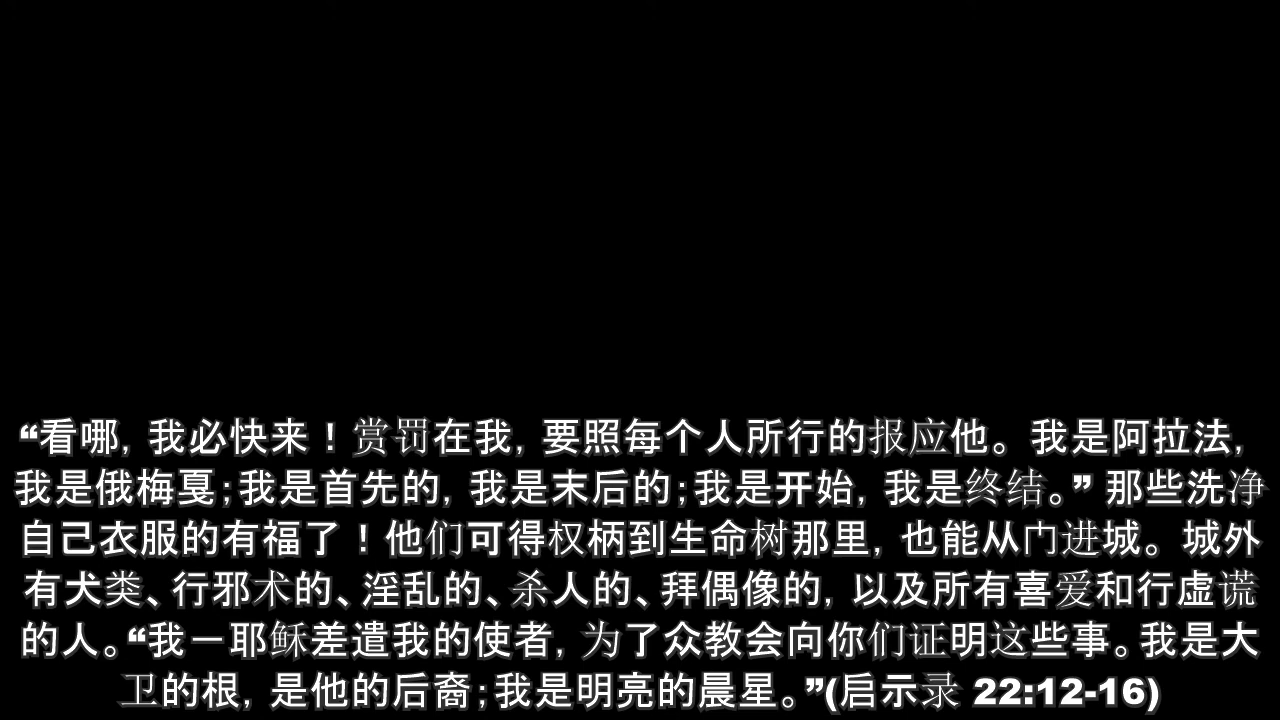 “看哪, 我必快来！赏罚在我, 要照每个人所行的报应他。我是阿拉法,
我是俄梅戛;我是首先的, 我是末后的;我是开始, 我是终结。” 那些洗净
自己衣服的有福了！他们可得权柄到生命树那里, 也能从门进城。城外
有犬类、行邪术的、淫乱的、杀人的、拜偶像的, 以及所有喜爱和行虚谎
的人。“我－耶稣差遣我的使者, 为了众教会向你们证明这些事。我是大
卫的根, 是他的后裔;我是明亮的晨星。”(启示录 22:12-16)